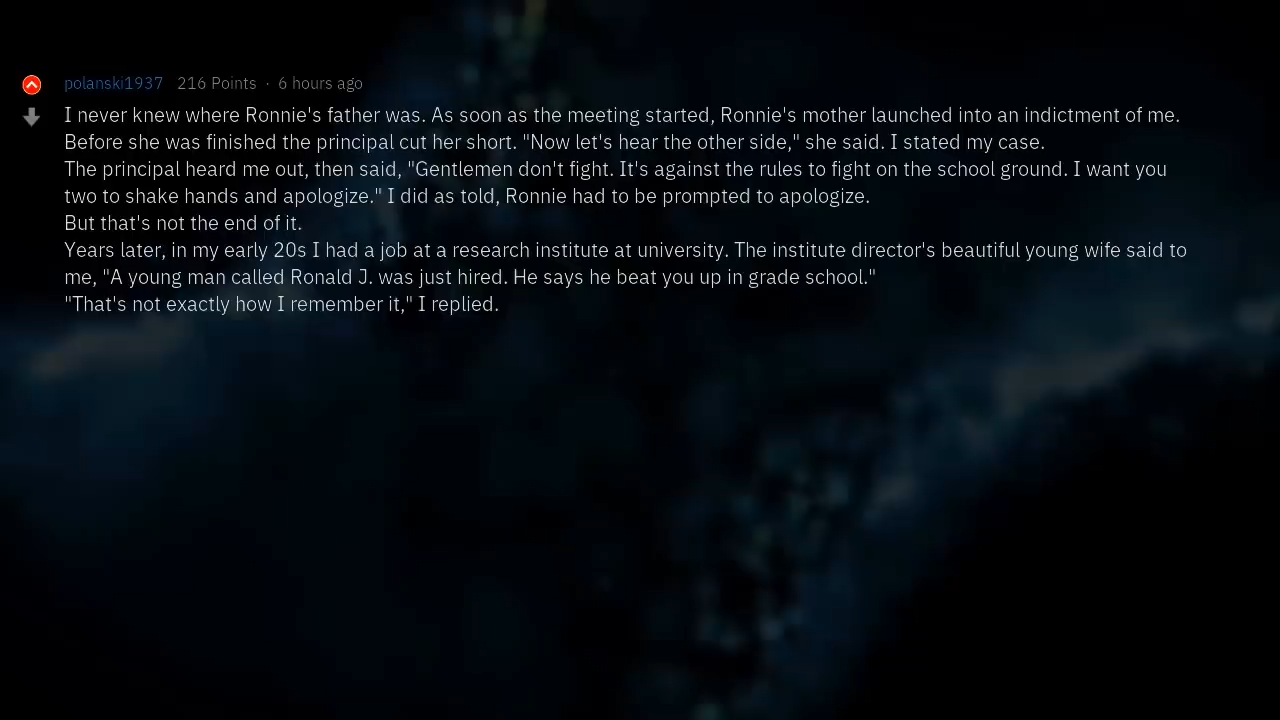 polanski1937 216 Points · 6 hours ago
I never knew where Ronnie's father was. As soon as the meeting started, Ronnie's mother launched into an indictment of me.
Before she was finished the principal cut her short. "Now let's hear the other side," she said. I stated my case.
The principal heard me out, then said, "Gentlemen don't fight. It's against the rules to fight on the school ground. I want you
two to shake hands and apologize." I did as told, Ronnie had to be prompted to apologize.
But that's not the end of it.
Years later, in my early 20s I had a job at a research institute at university. The institute director's beautiful young wife said to
me, "A young man called Ronald J. was just hired. He says he beat you up in grade school."
"That's not exactly how I remember it," I replied.